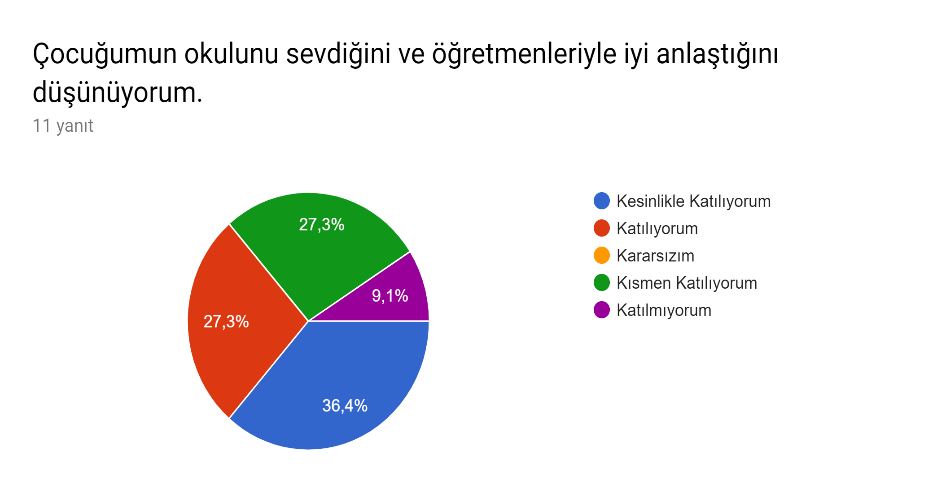 Çocuğumun okulunu sevdiğini ve öğretmenleriyle iyi anlaştığını
düşünüyorum.
11 yanıt
Kesinlikle Katılıyorum
Katılıyorum
Kararsızım
Kısmen Katılıyorum
Katılmıyorum
27,3%
9,1%
27,3%
36,4%